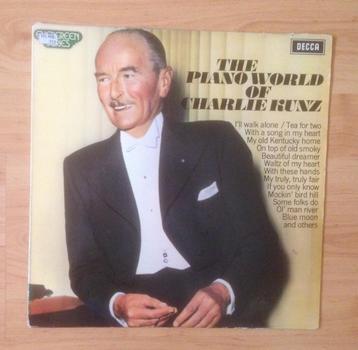 EVERGREEN
SERIES
DECCA
THE
PIANO WORLD
OF
CHARLIE KUNZ
I'll walk alone / Tea for two
With a song in my heart
My old Kentucky home
On top of old smoky
Beautiful dreamer
Waltz of my heart
With these hands
My truly, truly fair
If you only know
Mockin' bird hill
Some folks do
Ol' man river
Blue moon
and others